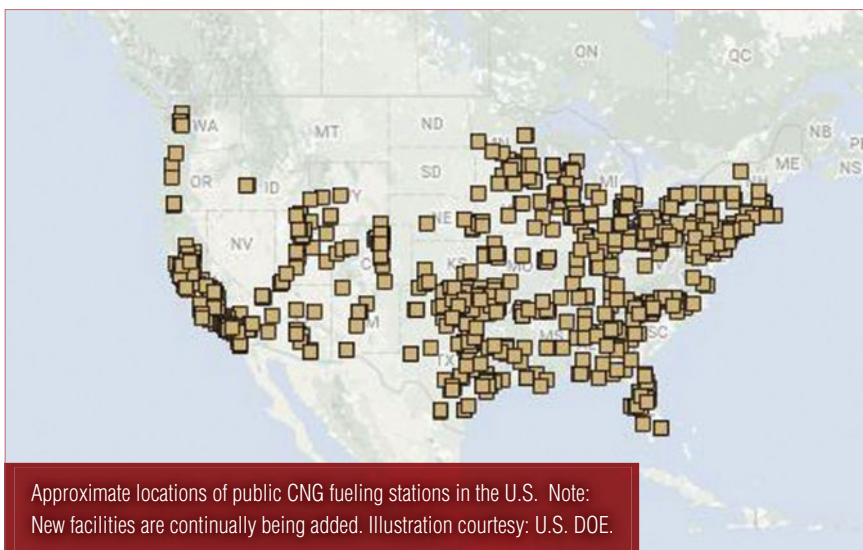 ON
QC
WA
MT
ND
NB
ME
NS
OR
ID
SD
MI
NH
NE
NV
KS
MO
SC
MS
TX
Approximate locations of public CNG fueling stations in the U.S. Note:
New facilities are continually being added. Illustration courtesy: U.S. DOE.